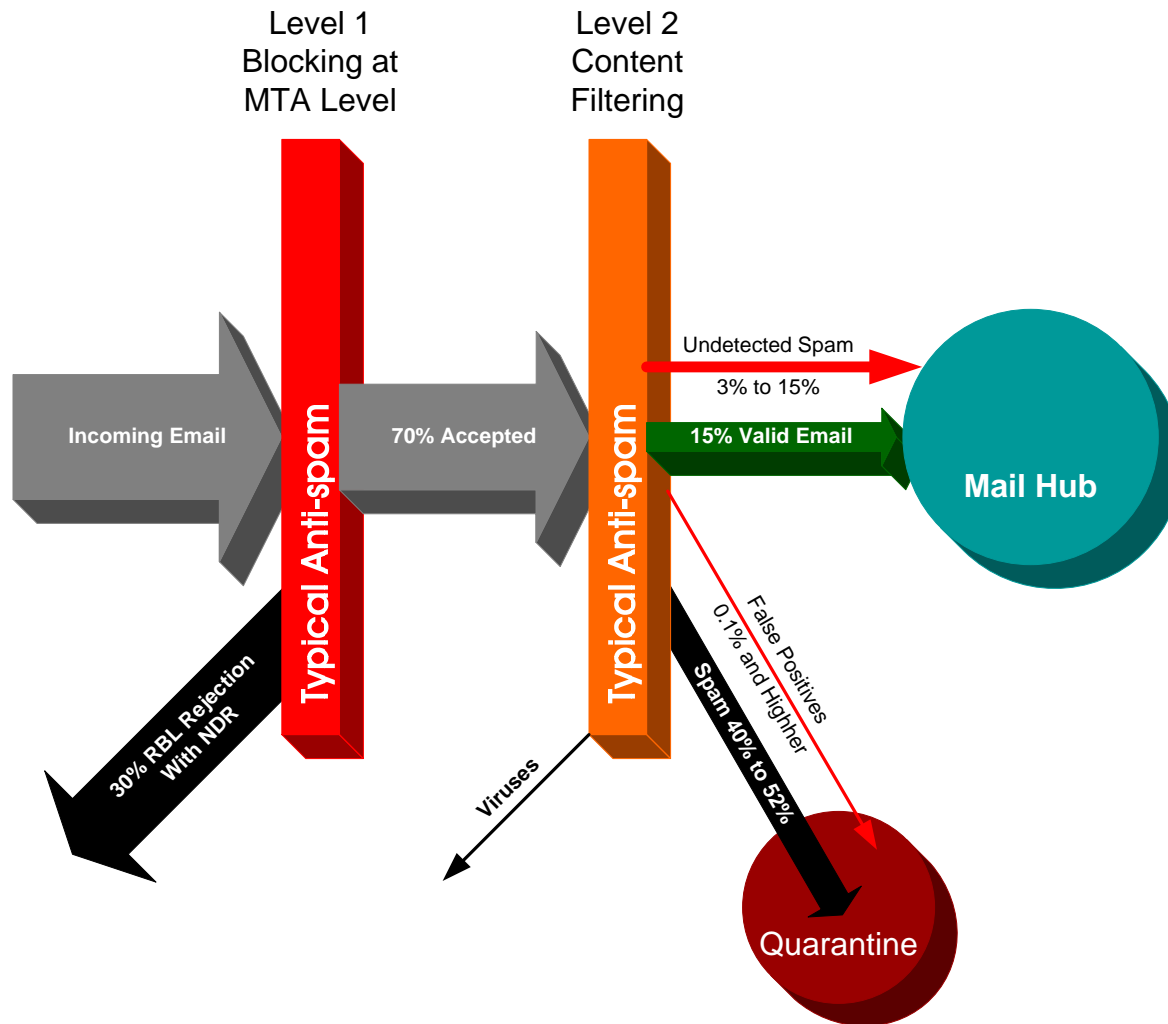 Level 1
Blocking at
MTA Level
Level 2
Content
Filtering
Incoming Email
Typical Anti-spam
70% Accepted
Typical Anti-spam
Undetected Spam
3% to 15%
15% Valid Email
Mail Hub
30% RBL Rejection
With NDR
Viruses
False Positives
0.1% and Highher
Spam 40% to 52%
Quarantine